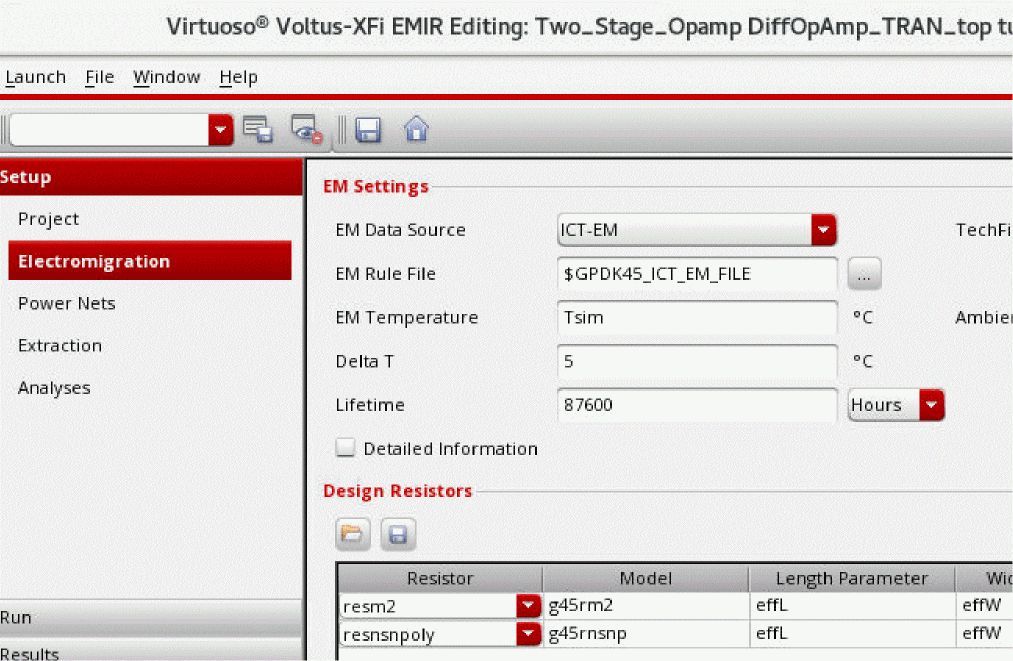 Virtuoso® Voltus-XFi EMIR Editing: Two_Stage_Opamp DiffOpAmp_TRAN_top
Launch File Window Help
Setup
Project
Electromigration
Power Nets
Extraction
Analyses
Run
Results
EM Settings
EM Data Source ICT-EM TechFi
EM Rule File $GPDK45_ICT_EM_FILE ...
EM Temperature Tsim °C Ambie
Delta T 5 °C
Lifetime 87600 Hours
Detailed Information
Design Resistors
Resistor Model Length Parameter Wi
resm2 g45rm2 effL effW
resnsnpoly g45rnsnp effL effW